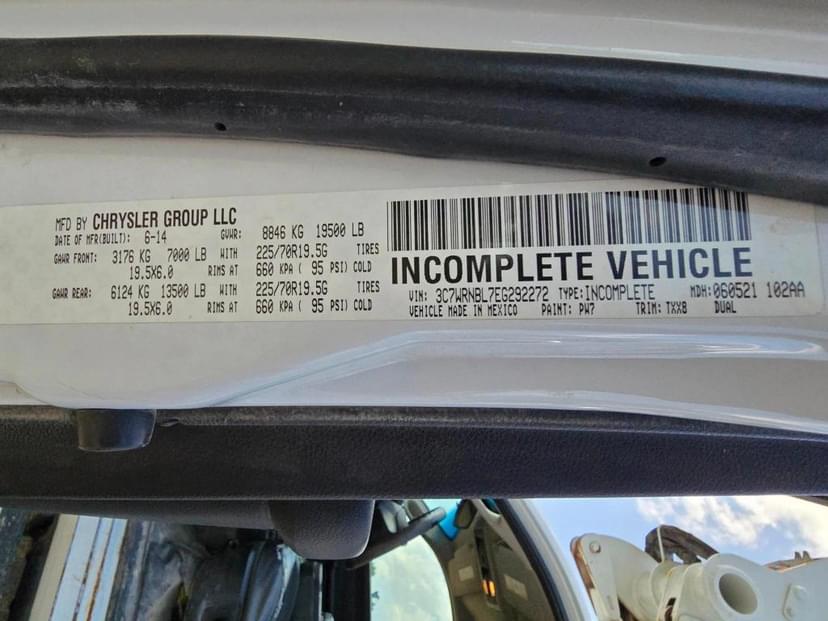 MFD BY CHRYSLER GROUP LLC
DATE OF MFR(BUILT): 6-14 GVWR: 8846 KG 19500 LB
GAWR FRONT: 3176 KG 7000 LB WITH 225/70R19.5G TIRES
19.5X6.0 RIMS AT 660 KPA ( 95 PSI) COLD
GAWR REAR: 6124 KG 13500 LB WITH 225/70R19.5G TIRES
19.5X6.0 RIMS AT 660 KPA ( 95 PSI) COLD
INCOMPLETE VEHICLE
VIN: 3C7WRNBL7EG292272 TYPE:INCOMPLETE MDH:060521 102AA
VEHICLE MADE IN MEXICO PAINT: PW7 TRIM: TXX8 DUAL